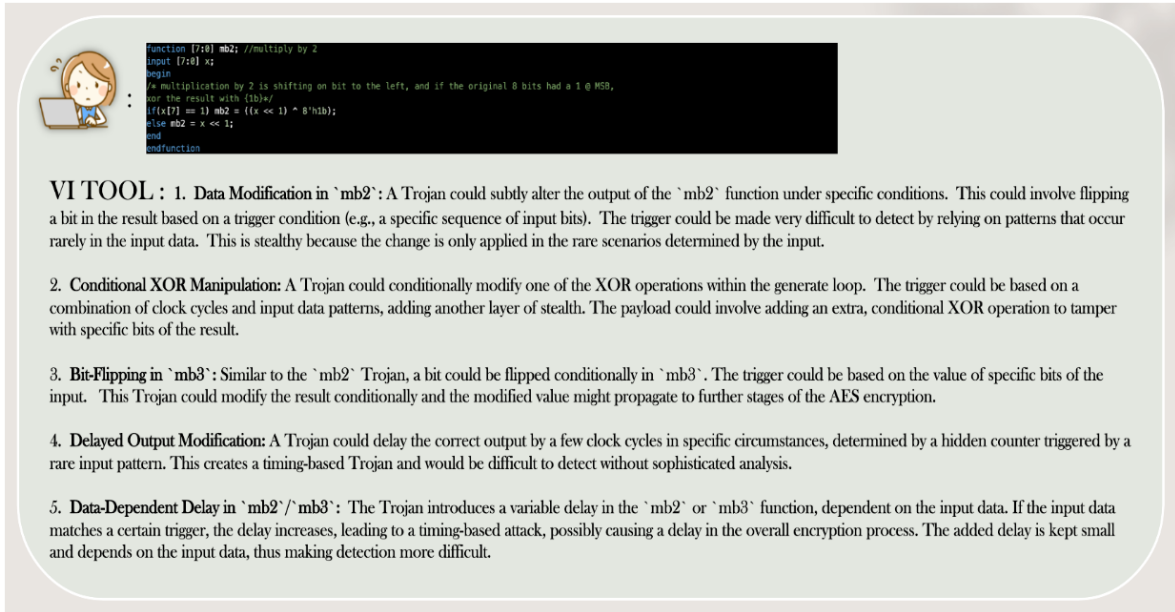 function [7:0] mb2; //multiply by 2
input [7:0] x;
begin
/* multiplication by 2 is shifting on bit to the left, and if the original 8 bits had a 1 @ MSB,
xor the result with {1b}*/
if(x[7] == 1) mb2 = ((x << 1) ^ 8'h1b);
else mb2 = x << 1;
end
endfunction
:
VI TOOL : 1. Data Modification in `mb2`: A Trojan could subtly alter the output of the `mb2` function under specific conditions. This could involve flipping
a bit in the result based on a trigger condition (e.g., a specific sequence of input bits). The trigger could be made very difficult to detect by relying on patterns that occur
rarely in the input data. This is stealthy because the change is only applied in the rare scenarios determined by the input.
2. Conditional XOR Manipulation: A Trojan could conditionally modify one of the XOR operations within the generate loop. The trigger could be based on a
combination of clock cycles and input data patterns, adding another layer of stealth. The payload could involve adding an extra, conditional XOR operation to tamper
with specific bits of the result.
3. Bit-Flipping in `mb3`: Similar to the `mb2` Trojan, a bit could be flipped conditionally in `mb3`. The trigger could be based on the value of specific bits of the
input. This Trojan could modify the result conditionally and the modified value might propagate to further stages of the AES encryption.
4. Delayed Output Modification: A Trojan could delay the correct output by a few clock cycles in specific circumstances, determined by a hidden counter triggered by a
rare input pattern. This creates a timing-based Trojan and would be difficult to detect without sophisticated analysis.
5. Data-Dependent Delay in `mb2`/`mb3`: The Trojan introduces a variable delay in the `mb2` or `mb3` function, dependent on the input data. If the input data
matches a certain trigger, the delay increases, leading to a timing-based attack, possibly causing a delay in the overall encryption process. The added delay is kept small
and depends on the input data, thus making detection more difficult.